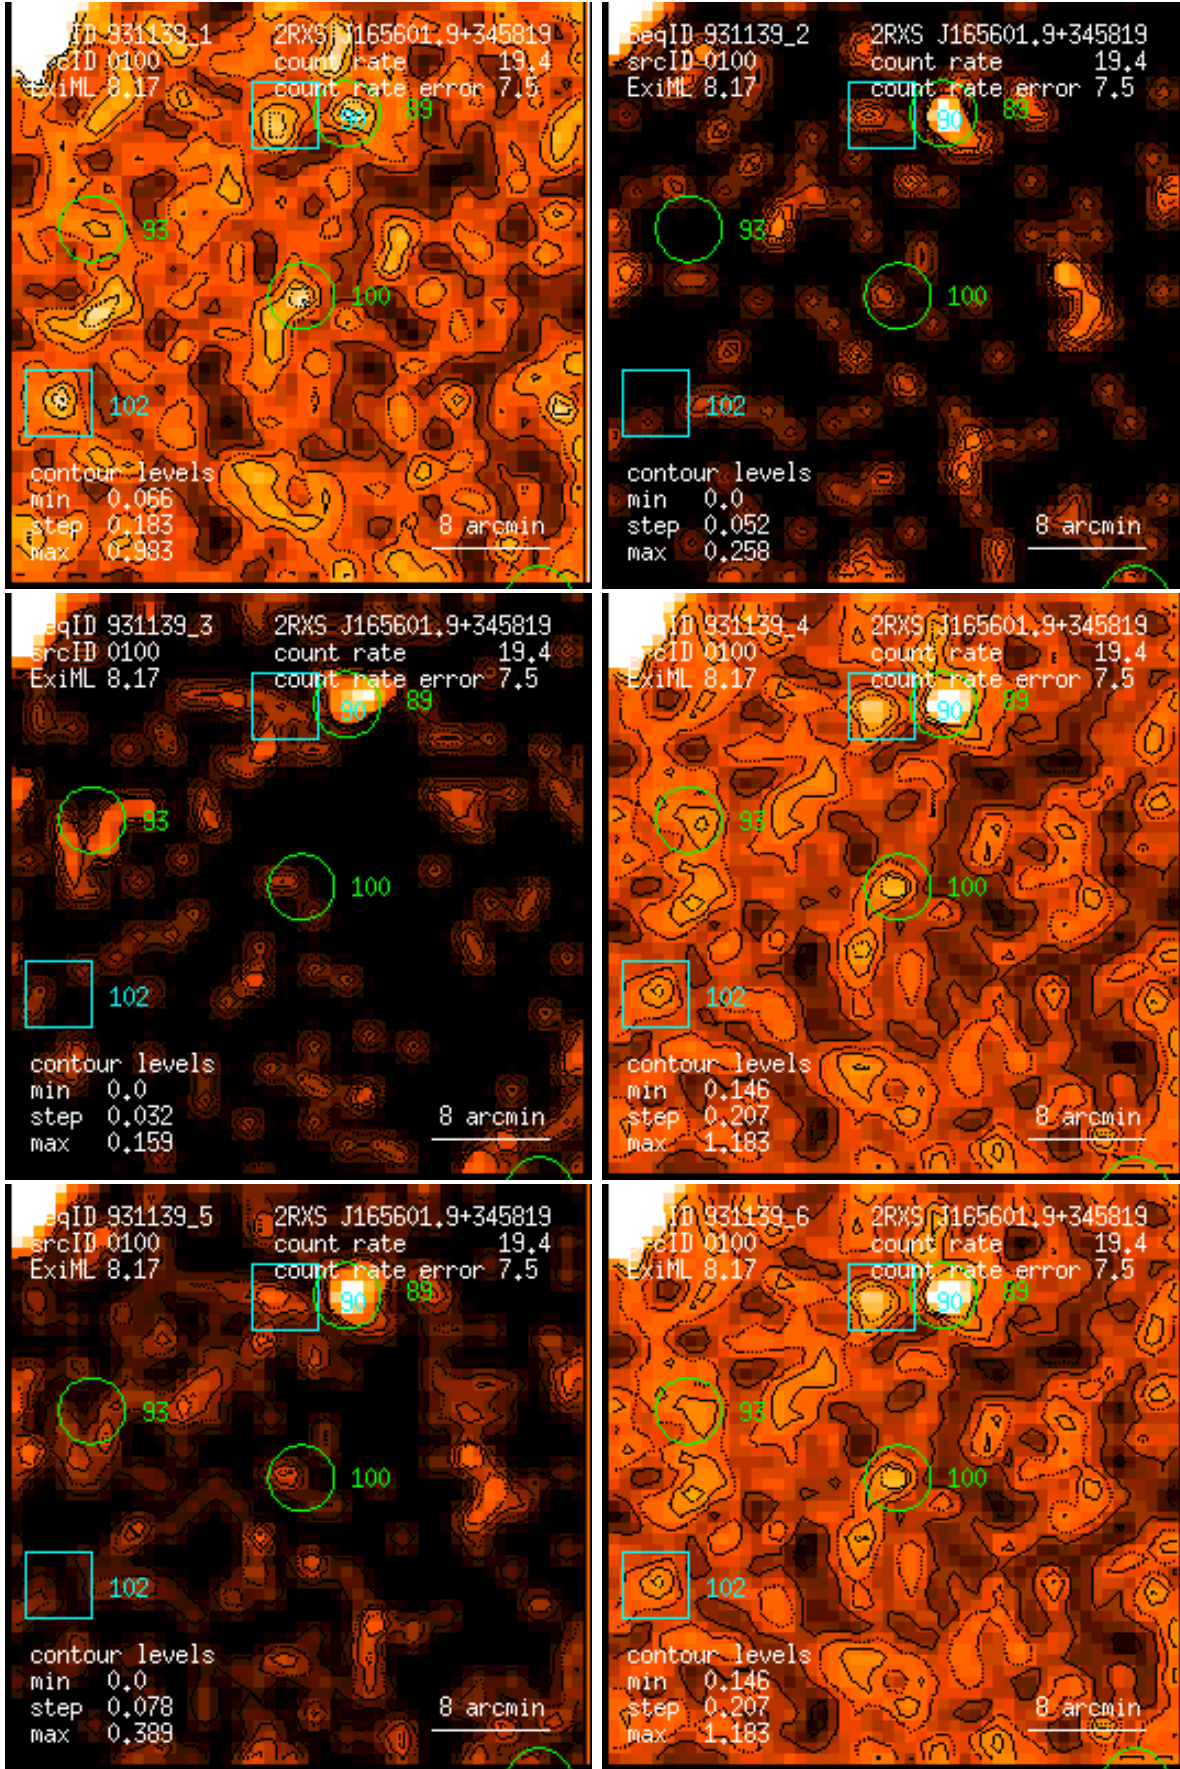 ID 931139_1 2RXS J165601.9+345819
srcID 0100 count rate 19.4
ExiML 8.17 count rate error 7.5
90 89
93
100
102
contour levels
min 0.066
step 0.183 8 arcmin
max 0.983
SeqID 931139_2 2RXS J165601.9+345819
srcID 0100 count rate 19.4
ExiML 8.17 count rate error 7.5
90 89
93
100
102
contour levels
min 0.0
step 0.052 8 arcmin
max 0.258
eqID 931139_3 2RXS J165601.9+345819
srcID 0100 count rate 19.4
ExiML 8.17 count rate error 7.5
90 89
93
100
102
contour levels
min 0.0
step 0.032 8 arcmin
max 0.159
ID 931139_4 2RXS J165601.9+345819
srcID 0100 count rate 19.4
ExiML 8.17 count rate error 7.5
90 89
93
100
102
contour levels
min 0.146
step 0.207 8 arcmin
max 1.183
eqID 931139_5 2RXS J165601.9+345819
srcID 0100 count rate 19.4
ExiML 8.17 count rate error 7.5
90 89
93
100
102
contour levels
min 0.0
step 0.078 8 arcmin
max 0.389
ID 931139_6 2RXS J165601.9+345819
srcID 0100 count rate 19.4
ExiML 8.17 count rate error 7.5
90 89
93
100
102
contour levels
min 0.146
step 0.207 8 arcmin
max 1.183